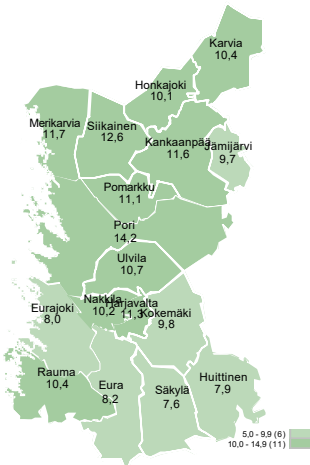 Karvia
10,4
Honkajoki
10,1
Merikarvia
11,7
Siikainen
12,6
Kankaanpää
11,6
Jämijärvi
9,7
Pomarkku
11,1
Pori
14,2
Ulvila
10,7
Nakkila
10,2
Harjavalta
11,3
Kokemäki
9,8
Eurajoki
8,0
Rauma
10,4
Eura
8,2
Säkylä
7,6
Huittinen
7,9
5,0 - 9,9 (6)
10,0 - 14,9 (11)